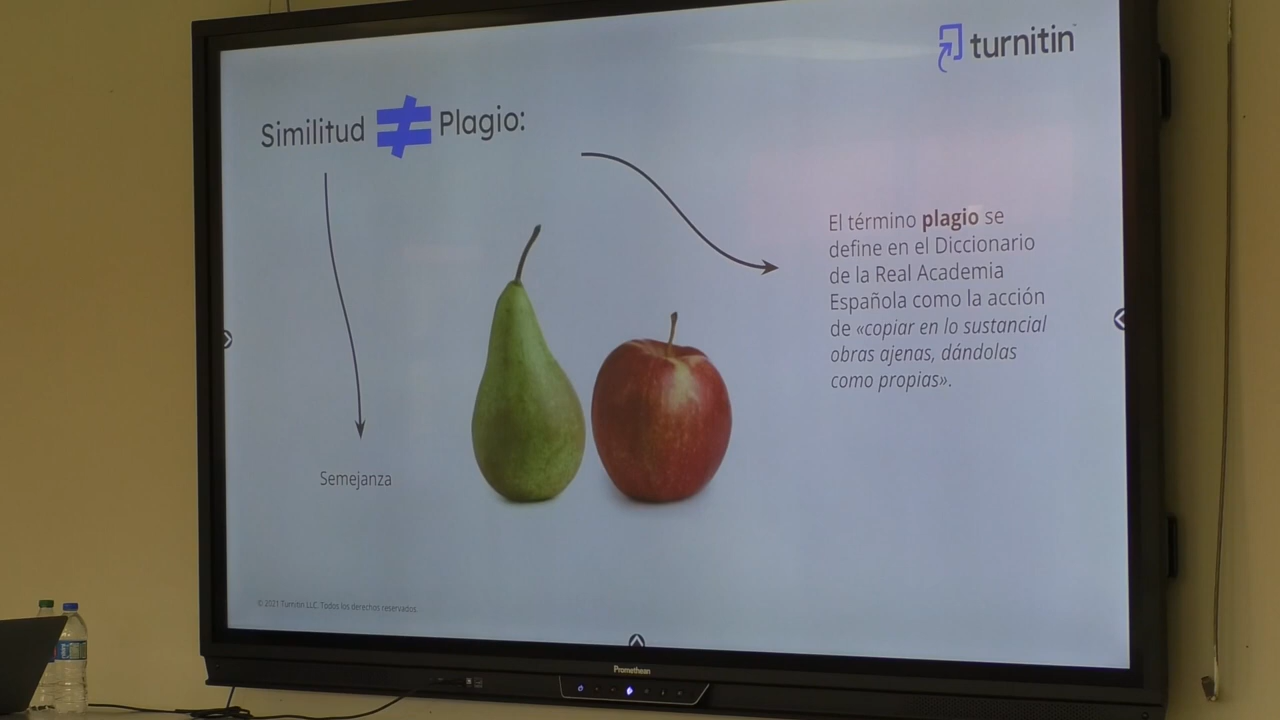 turnitin
Similitud ≠ Plagio:
El término plagio se
define en el Diccionario
de la Real Academia
Española como la acción
de «copiar en lo sustancial
obras ajenas, dándolas
como propias».
Semejanza
© 2021 Turnitin LLC. Todos los derechos reservados.
Promethean